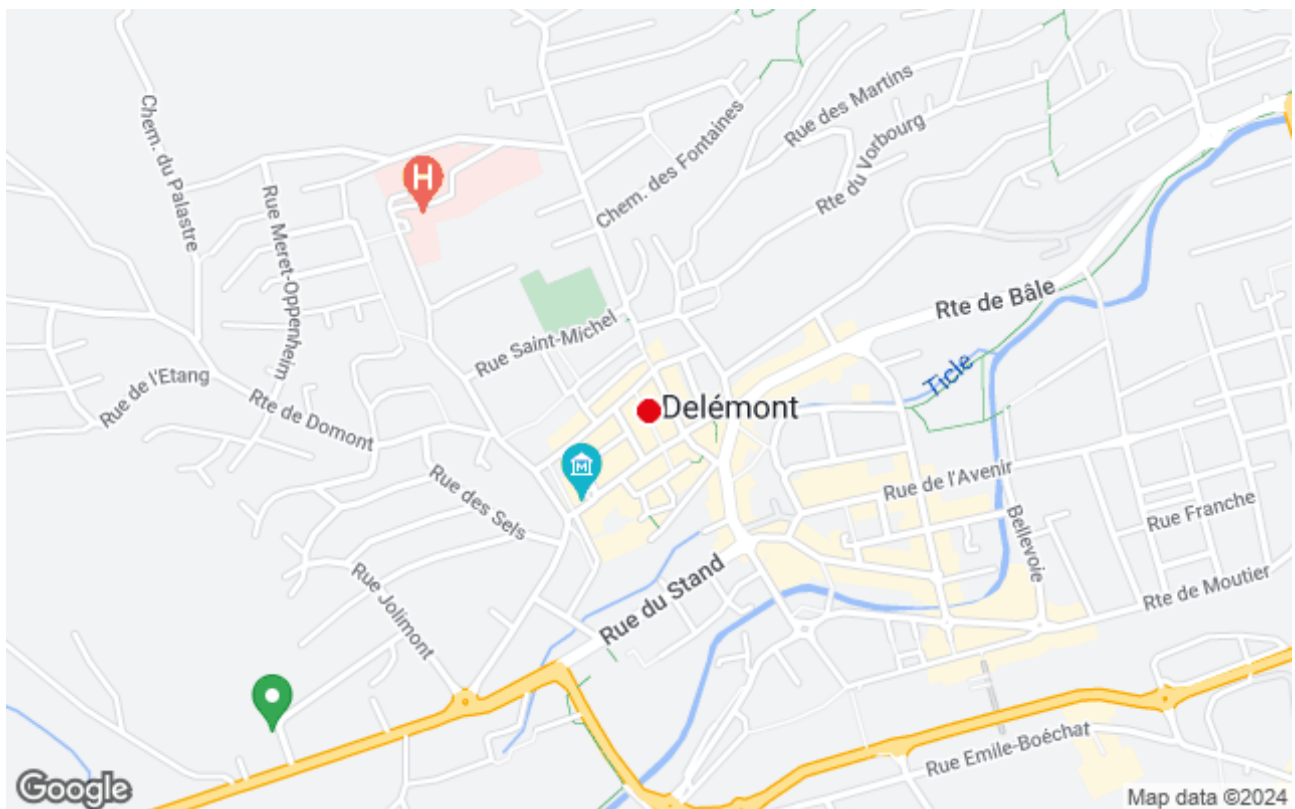 Chem. du Palastre
Rue Meret-Oppenheim
H
Chem. des Fontaines
Rue des Martins
Rte du Vorbourg
Rte de Bâle
Rue Saint-Michel
Ticle
Rue de l'Etang
Rte de Domont
Delémont
M
Rue des Sels
Rue de l'Avenir
Rue Franche
Bellevoie
Rue Jolimont
Rue du Stand
Rte de Moutier
Rue Emile-Boéchat
Google
Map data ©2024